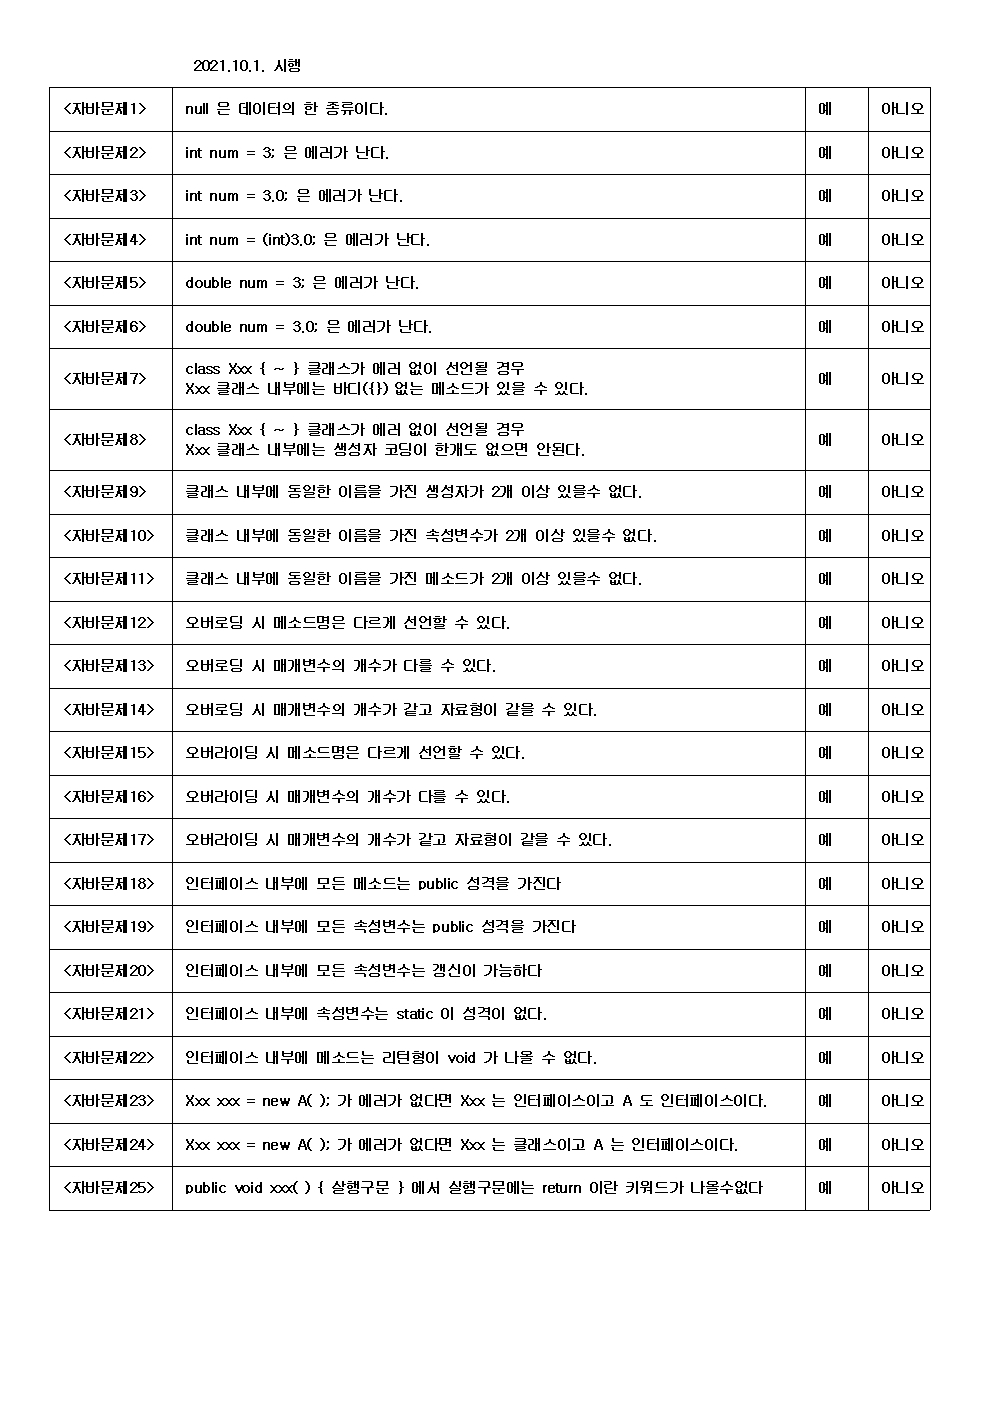 2021.10.1. 시행
<자바문제1> null 은 데이터의 한 종류이다. 예 아니오
<자바문제2> int num = 3; 은 에러가 난다. 예 아니오
<자바문제3> int num = 3.0; 은 에러가 난다. 예 아니오
<자바문제4> int num = (int)3.0; 은 에러가 난다. 예 아니오
<자바문제5> double num = 3; 은 에러가 난다. 예 아니오
<자바문제6> double num = 3.0; 은 에러가 난다. 예 아니오
<자바문제7> class Xxx { ~ } 클래스가 에러 없이 선언될 경우
Xxx 클래스 내부에는 바디({}) 없는 메소드가 있을 수 있다. 예 아니오
<자바문제8> class Xxx { ~ } 클래스가 에러 없이 선언될 경우
Xxx 클래스 내부에는 생성자 코딩이 한개도 없으면 안된다. 예 아니오
<자바문제9> 클래스 내부에 동일한 이름을 가진 생성자가 2개 이상 있을수 없다. 예 아니오
<자바문제10> 클래스 내부에 동일한 이름을 가진 속성변수가 2개 이상 있을수 없다. 예 아니오
<자바문제11> 클래스 내부에 동일한 이름을 가진 메소드가 2개 이상 있을수 없다. 예 아니오
<자바문제12> 오버로딩 시 메소드명은 다르게 선언할 수 있다. 예 아니오
<자바문제13> 오버로딩 시 매개변수의 개수가 다를 수 있다. 예 아니오
<자바문제14> 오버로딩 시 매개변수의 개수가 같고 자료형이 같을 수 있다. 예 아니오
<자바문제15> 오버라이딩 시 메소드명은 다르게 선언할 수 있다. 예 아니오
<자바문제16> 오버라이딩 시 매개변수의 개수가 다를 수 있다. 예 아니오
<자바문제17> 오버라이딩 시 매개변수의 개수가 같고 자료형이 같을 수 있다. 예 아니오
<자바문제18> 인터페이스 내부에 모든 메소드는 public 성격을 가진다 예 아니오
<자바문제19> 인터페이스 내부에 모든 속성변수는 public 성격을 가진다 예 아니오
<자바문제20> 인터페이스 내부에 모든 속성변수는 갱신이 가능하다 예 아니오
<자바문제21> 인터페이스 내부에 속성변수는 static 이 성격이 없다. 예 아니오
<자바문제22> 인터페이스 내부에 메소드는 리턴형이 void 가 나올 수 없다. 예 아니오
<자바문제23> Xxx xxx = new A( ); 가 에러가 없다면 Xxx 는 인터페이스이고 A 도 인터페이스이다. 예 아니오
<자바문제24> Xxx xxx = new A( ); 가 에러가 없다면 Xxx 는 클래스이고 A 는 인터페이스이다. 예 아니오
<자바문제25> public void xxx( ) { 살행구문 } 에서 실행구문에는 return 이란 키워드가 나올수없다 예 아니오